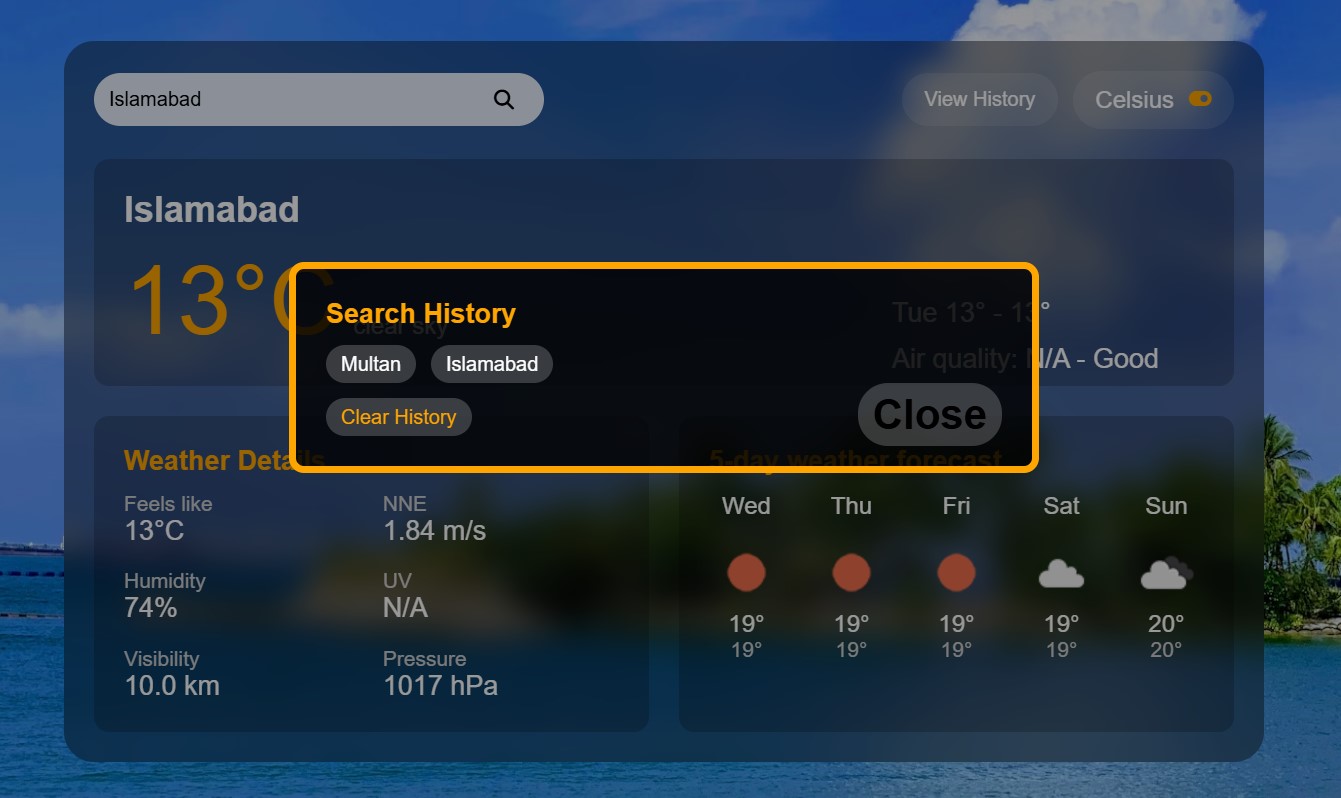 Islamabad
View History
Celsius
Islamabad
13°C
clear sky
Tue 13° - 13°
Air quality: N/A - Good
Search History
Multan
Islamabad
Clear History
Close
Weather Details
Feels like
13°C
NNE
1.84 m/s
Humidity
74%
UV
N/A
Visibility
10.0 km
Pressure
1017 hPa
5-day weather forecast
Wed Thu Fri Sat Sun
19° 19° 19° 19° 20°
19° 19° 19° 19° 20°